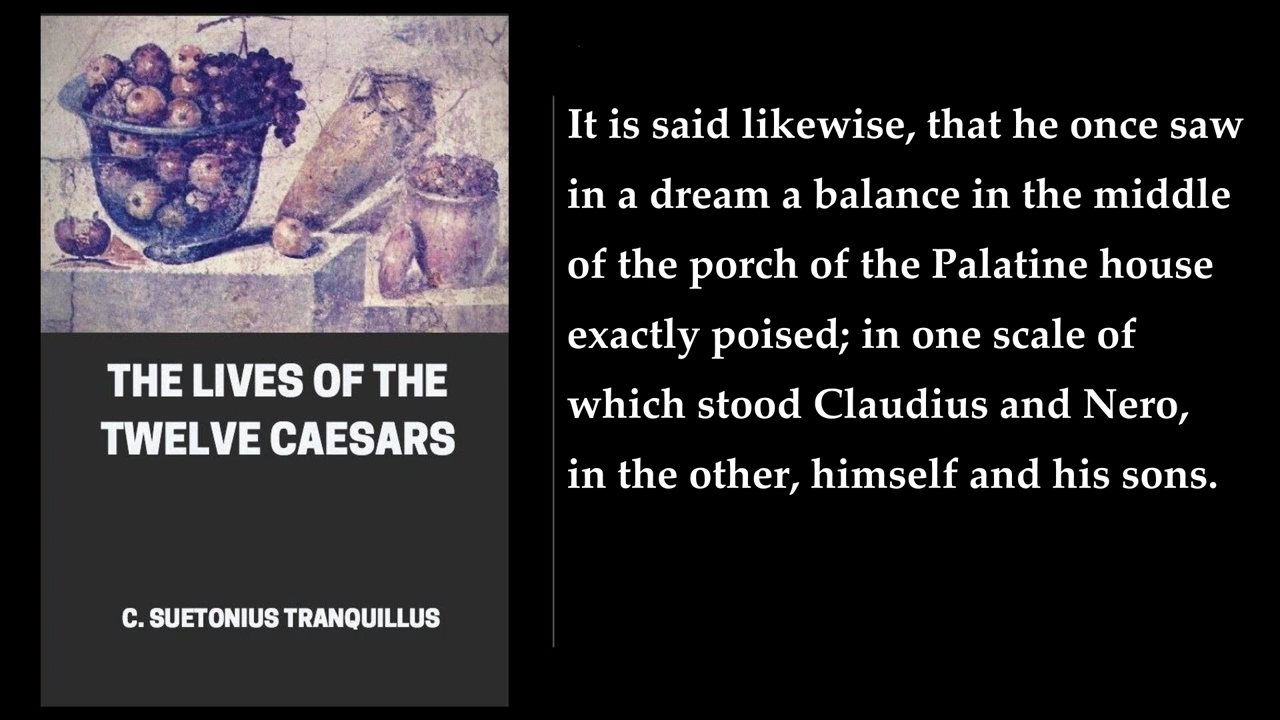 THE LIVES OF THE
TWELVE CAESARS
C. SUETONIUS TRANQUILLUS
It is said likewise, that he once saw
in a dream a balance in the middle
of the porch of the Palatine house
exactly poised; in one scale of
which stood Claudius and Nero,
in the other, himself and his sons.